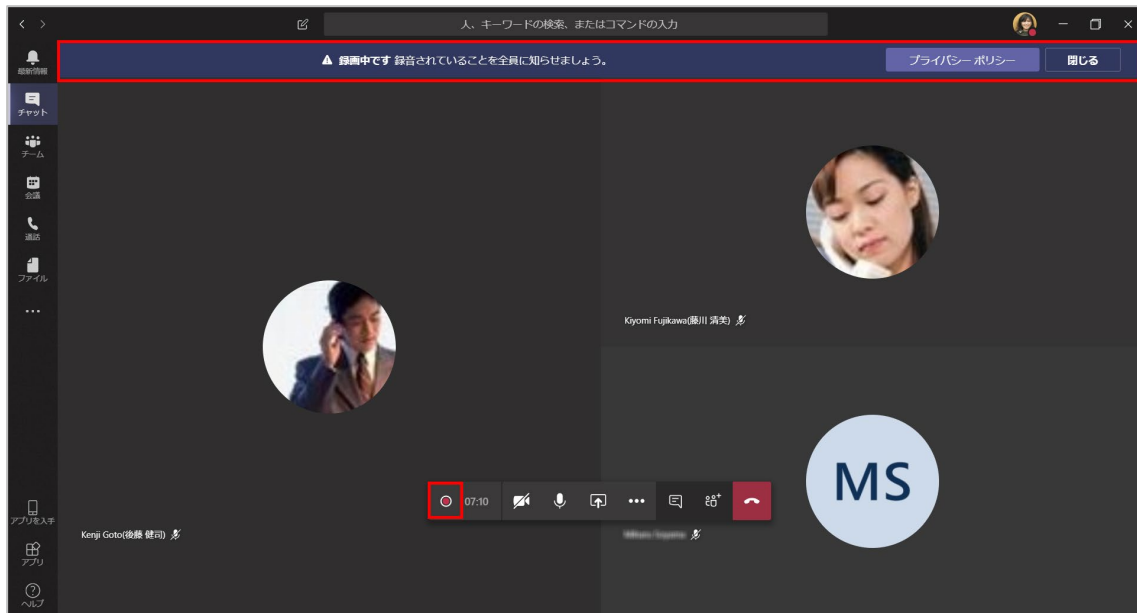 人、キーワードの検索、またはコマンドの入力
最新情報
チャット
チーム
会議
通話
ファイル
アプリを入手
アプリ
ヘルプ
録画中です 録音されていることを全員に知らせましょう。
プライバシー ポリシー
閉じる
Kiyomi Fujikawa(藤川 清美)
MS
07:10
Kenji Goto(後藤 健司)